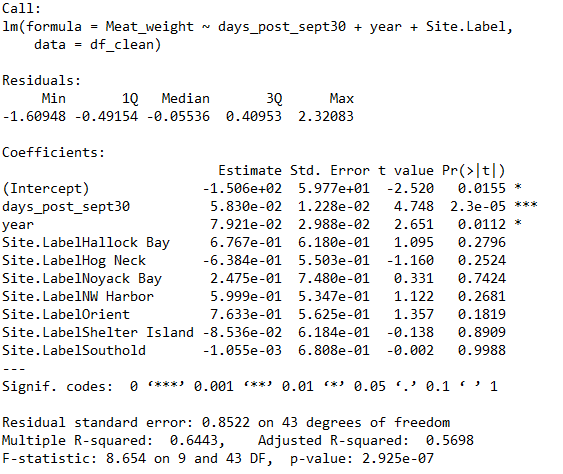 Call:
lm(formula = Meat_weight ~ days_post_sept30 + year + Site.Label,
    data = df_clean)

Residuals:
     Min       1Q   Median       3Q      Max
-1.60948 -0.49154 -0.05536  0.40953  2.32083

Coefficients:
                           Estimate Std. Error t value Pr(>|t|)
(Intercept)              -1.506e+02  5.977e+01  -2.520   0.0155 *
days_post_sept30          5.830e-02  1.228e-02   4.748  2.3e-05 ***
year                      7.921e-02  2.988e-02   2.651   0.0112 *
Site.LabelHallock Bay     6.767e-01  6.180e-01   1.095   0.2796
Site.LabelHog Neck       -6.384e-01  5.503e-01  -1.160   0.2524
Site.LabelNoyack Bay      2.475e-01  7.480e-01   0.331   0.7424
Site.LabelNW Harbor       5.999e-01  5.347e-01   1.122   0.2681
Site.LabelOrient          7.633e-01  5.625e-01   1.357   0.1819
Site.LabelShelter Island -8.536e-02  6.184e-01  -0.138   0.8909
Site.LabelSouthold       -1.055e-03  6.808e-01  -0.002   0.9988
---
Signif. codes:  0 ‘***’ 0.001 ‘**’ 0.01 ‘*’ 0.05 ‘.’ 0.1 ‘ ’ 1

Residual standard error: 0.8522 on 43 degrees of freedom
Multiple R-squared:  0.6443,    Adjusted R-squared:  0.5698
F-statistic: 8.654 on 9 and 43 DF,  p-value: 2.925e-07